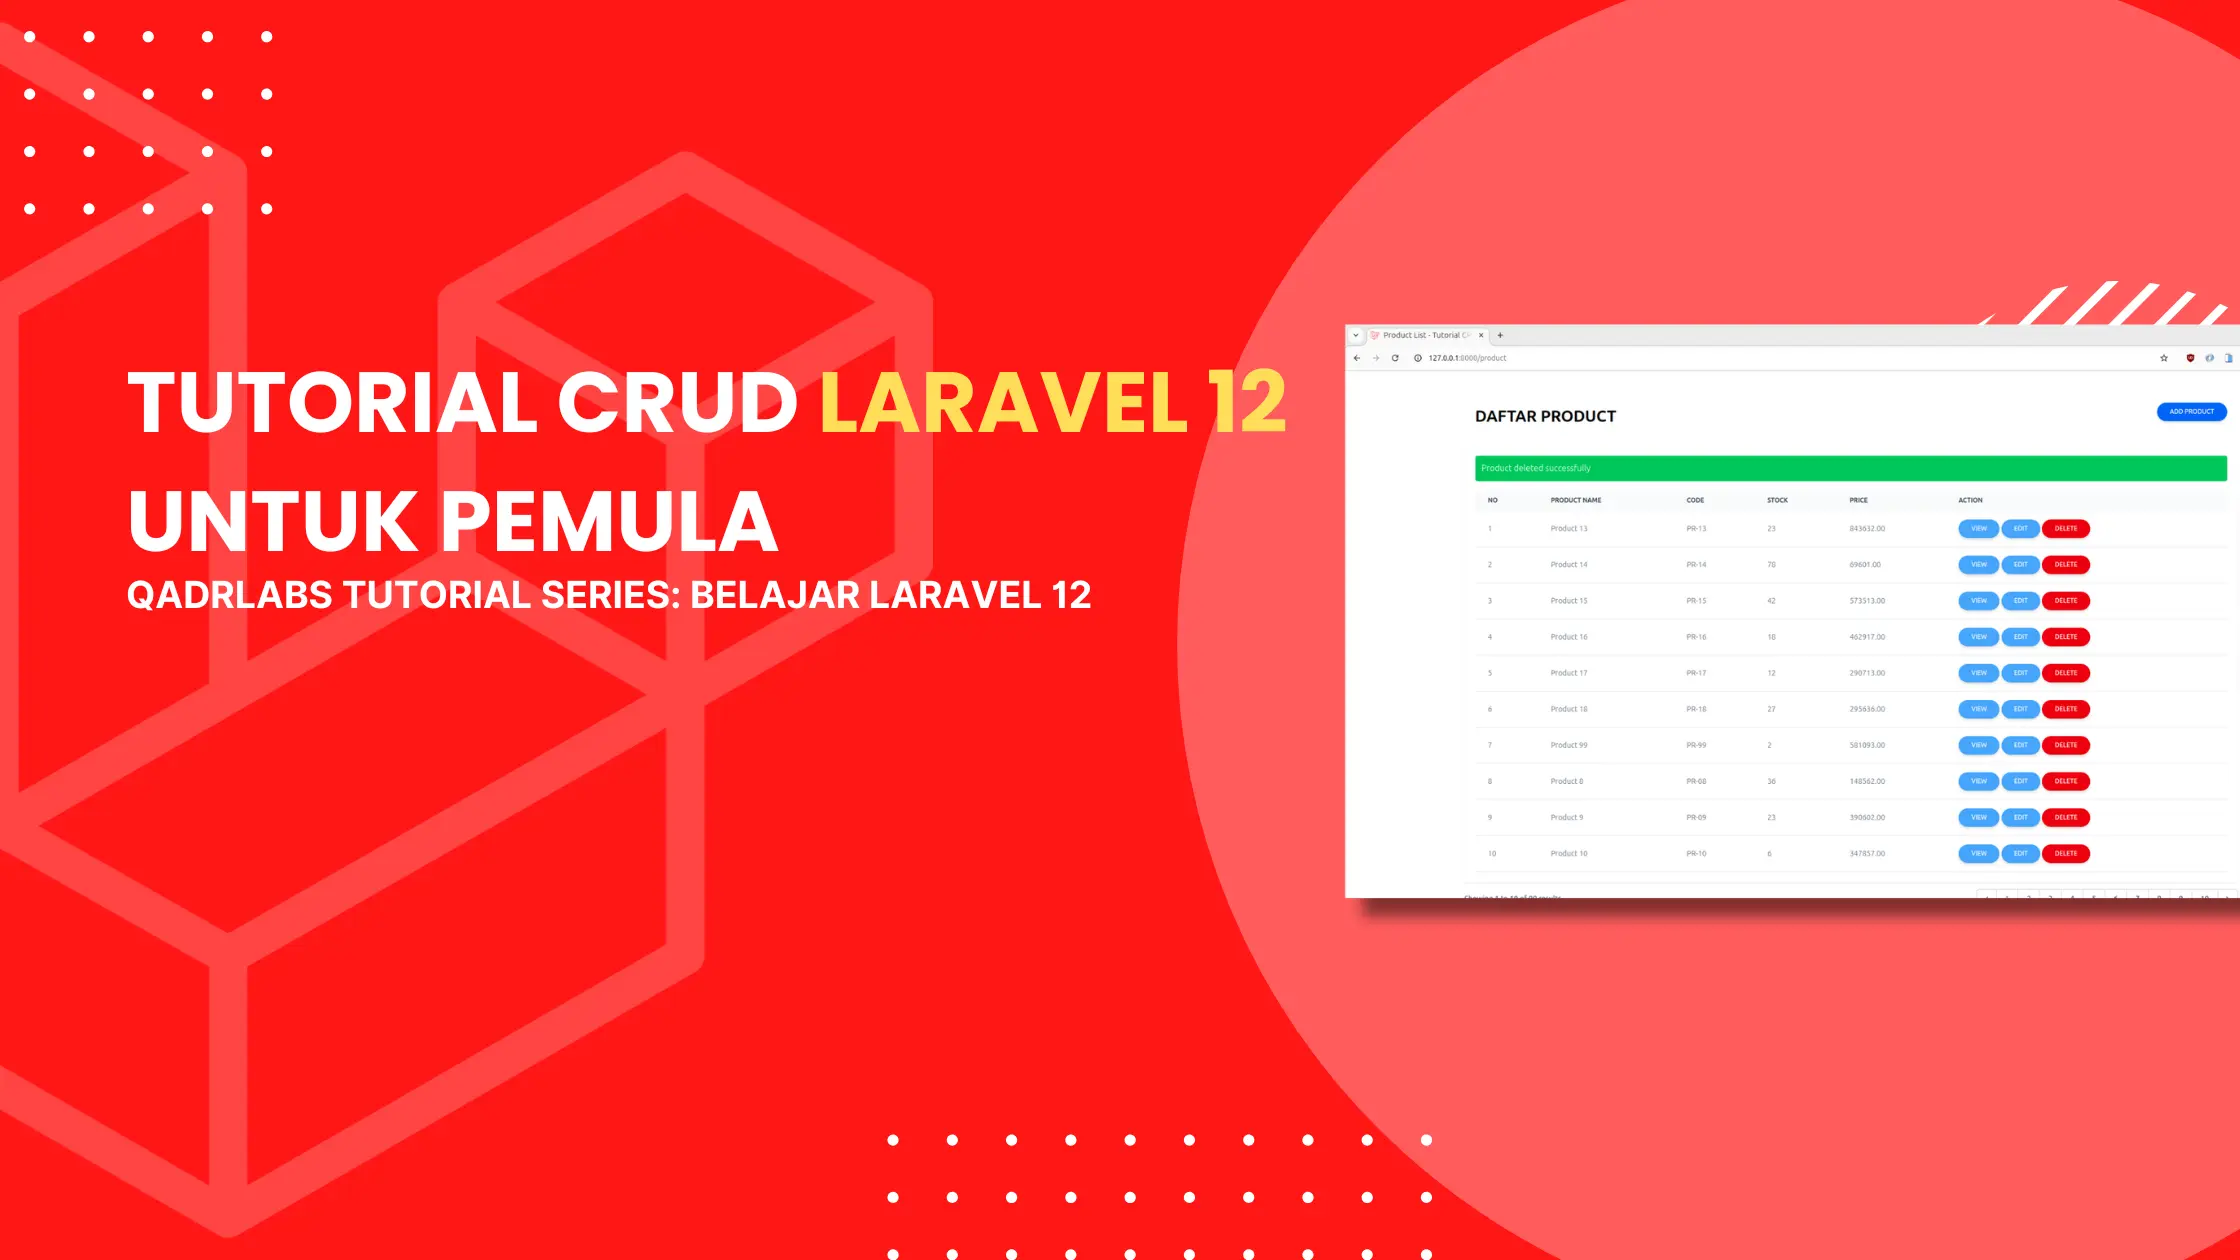 TUTORIAL CRUD LARAVEL 12
UNTUK PEMULA
QADRLABS TUTORIAL SERIES: BELAJAR LARAVEL 12
Product List - Tutorial
127.0.0.1:8000/product
DAFTAR PRODUCT
ADD PRODUCT
Product deleted successfully
NO PRODUCT NAME CODE STOCK PRICE ACTION
1 Product 13 PR-13 23 843632.00 VIEW EDIT DELETE
2 Product 14 PR-14 78 69601.00 VIEW EDIT DELETE
3 Product 15 PR-15 42 573513.00 VIEW EDIT DELETE
4 Product 16 PR-16 18 462917.00 VIEW EDIT DELETE
5 Product 17 PR-17 12 290713.00 VIEW EDIT DELETE
6 Product 18 PR-18 27 295636.00 VIEW EDIT DELETE
7 Product 99 PR-99 2 581093.00 VIEW EDIT DELETE
8 Product 8 PR-08 36 148562.00 VIEW EDIT DELETE
9 Product 9 PR-09 23 390602.00 VIEW EDIT DELETE
10 Product 10 PR-10 6 347857.00 VIEW EDIT DELETE